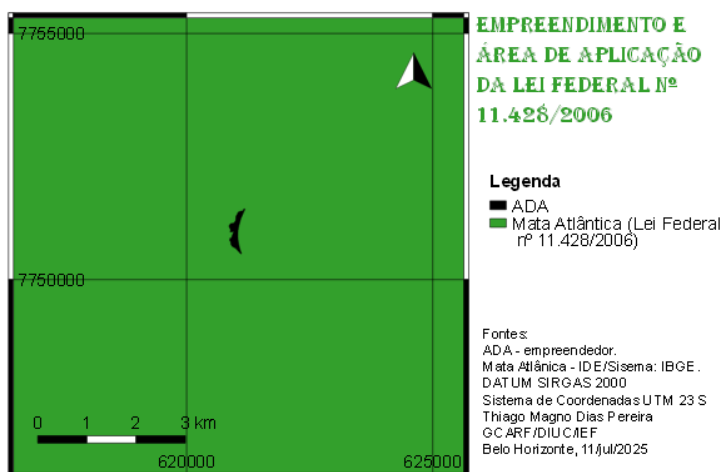 7755000
7750000
0 1 2 3 km
620000
625000
EMPREENDIMENTO E
ÁREA DE APLICAÇÃO
DA LEI FEDERAL Nº
11.428/2006
Legenda
ADA
Mata Atlântica (Lei Federal
nº 11.428/2006)
Fontes:
ADA - empreendedor.
Mata Atlânica - IDE/Sisema: IBGE.
DATUM SIRGAS 2000
Sistema de Coordenadas UTM 23 S
Thiago Magno Dias Pereira
GCARF/DIUC/IEF
Belo Horizonte, 11/jul/2025